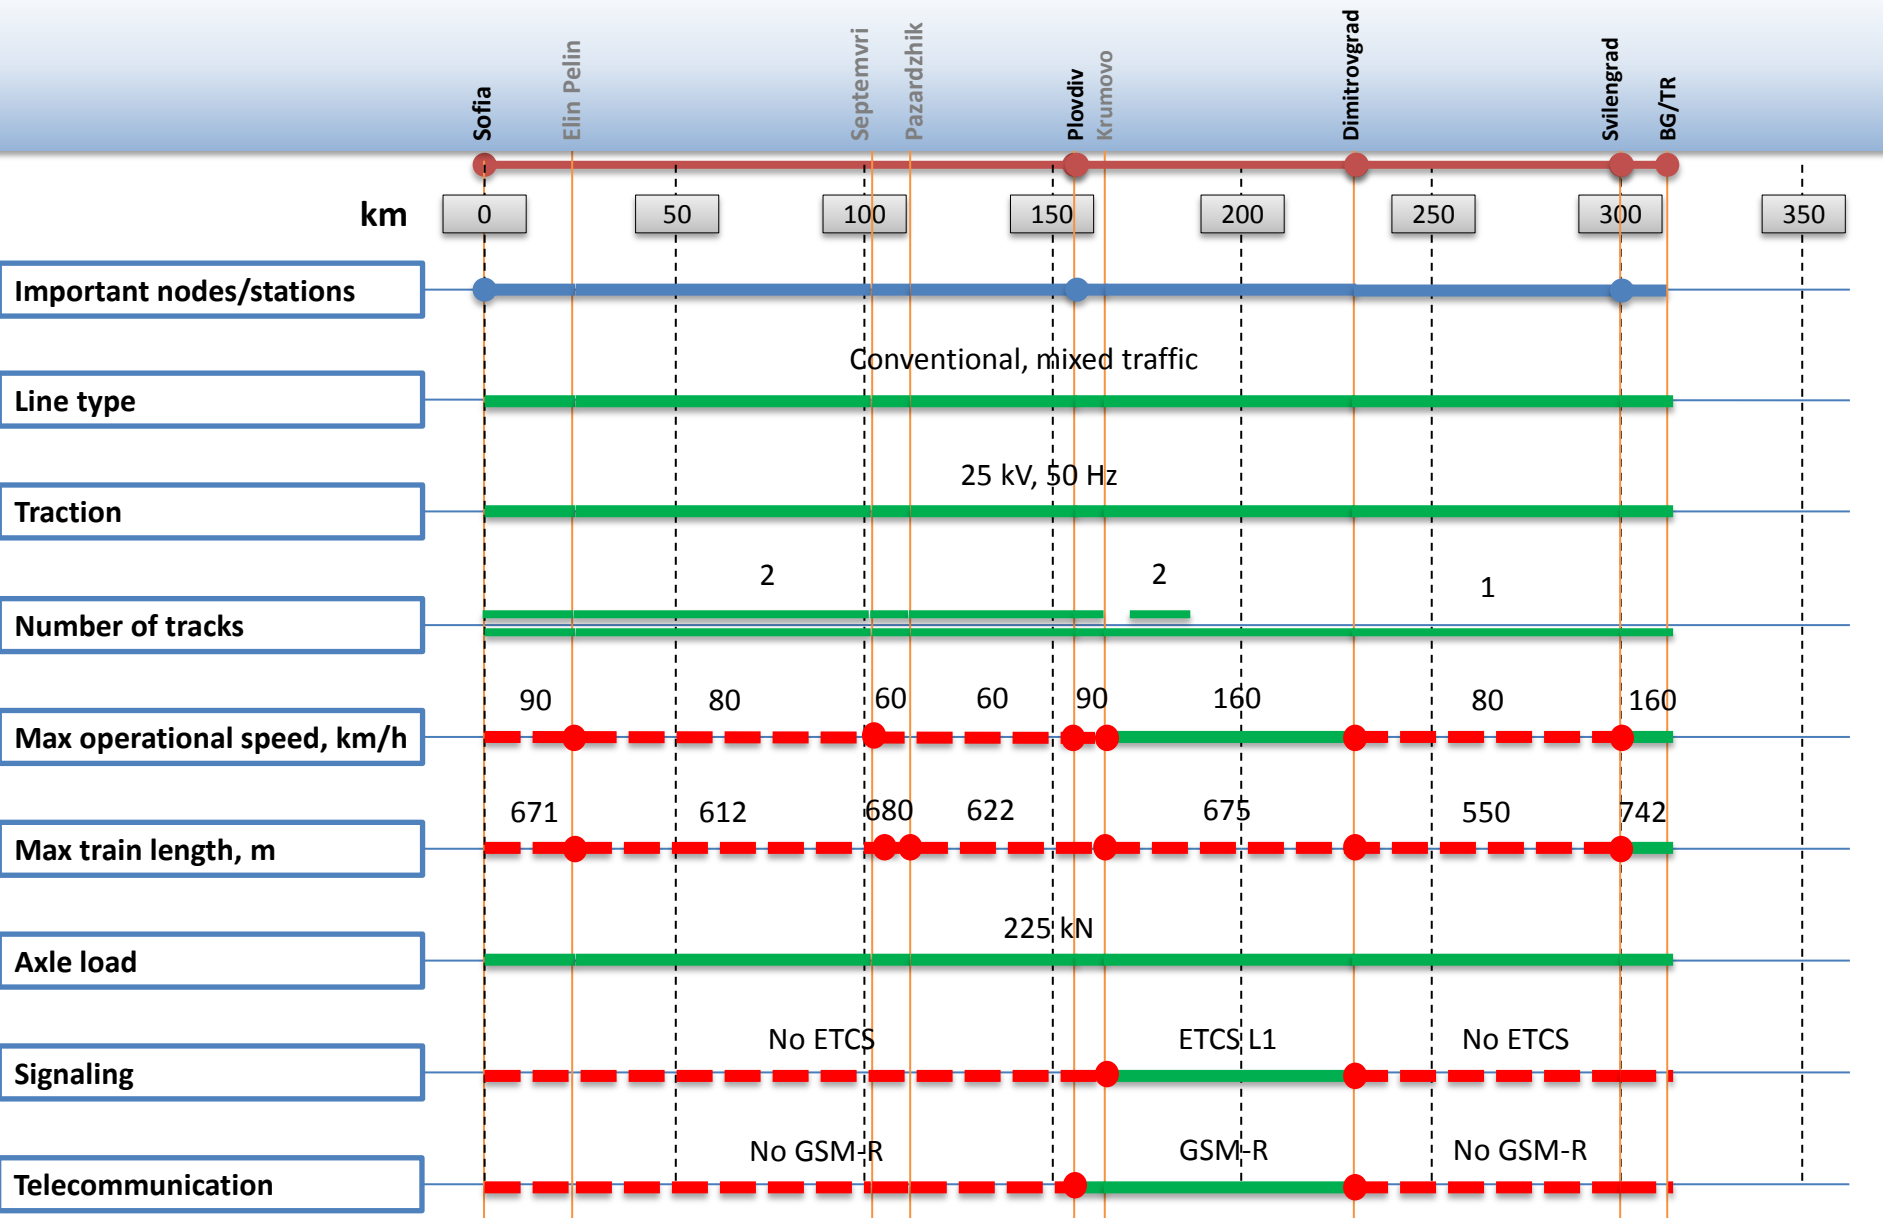 Sofia
Elin Pelin
Septemvri
Pazardzhik
Plovdiv
Krumovo
Dimitrovgrad
Svilengrad
BG/TR
km 0 50 100 150 200 250 300 350
Important nodes/stations
Conventional, mixed traffic
Line type
25 kV, 50 Hz
Traction
2 2 1
Number of tracks
90 80 60 60 90 160 80 160
Max operational speed, km/h
671 612 680 622 675 550 742
Max train length, m
225 kN
Axle load
No ETCS ETCS L1 No ETCS
Signaling
No GSM-R GSM-R No GSM-R
Telecommunication